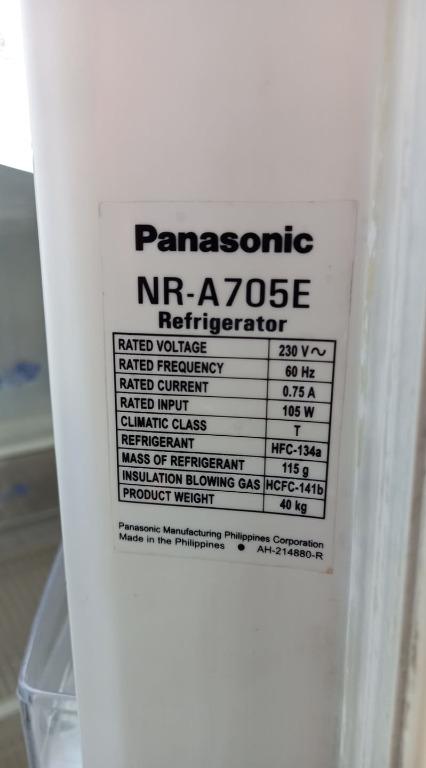 Panasonic
NR-A705E
Refrigerator
RATED VOLTAGE 230 V∿
RATED FREQUENCY 60 Hz
RATED CURRENT 0.75 A
RATED INPUT 105 W
CLIMATIC CLASS T
REFRIGERANT HFC-134a
MASS OF REFRIGERANT 115 g
INSULATION BLOWING GAS HCFC-141b
PRODUCT WEIGHT 40 kg
Panasonic Manufacturing Philippines Corporation
Made in the Philippines ● AH-214880-R